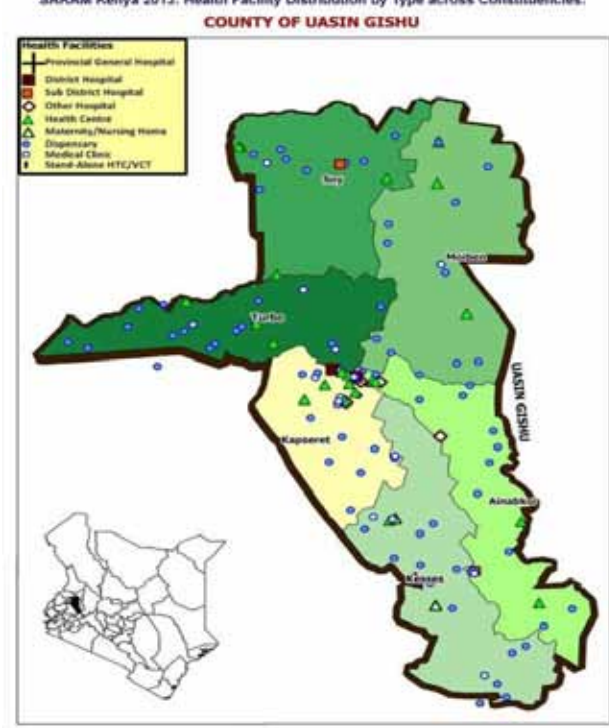 SARAM Kenya 2013: Health Facility Distribution by Type across Constituencies.
COUNTY OF UASIN GISHU
Health Facilities
Provincial General Hospital
District Hospital
Sub District Hospital
Other Hospital
Health Centre
Maternity/Nursing Home
Dispensary
Medical Clinic
Stand-Alone HTC/VCT
Soy
Moiben
Turbo
UASIN GISHU
Kapseret
Ainabkoi
Kesses